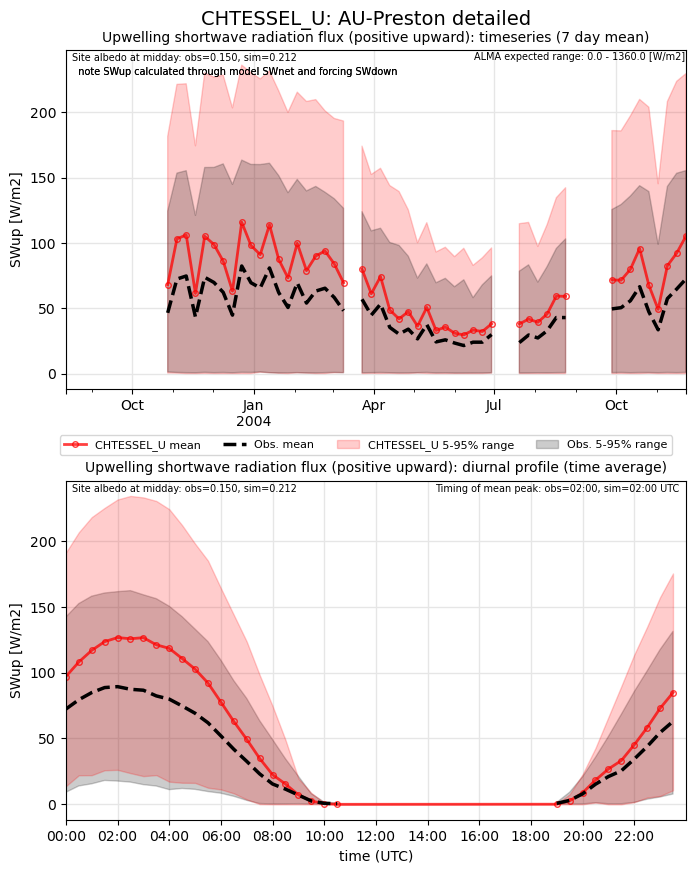 CHTESSEL_U: AU-Preston detailed
Upwelling shortwave radiation flux (positive upward): timeseries (7 day mean)
Site albedo at midday: obs=0.150, sim=0.212
ALMA expected range: 0.0 - 1360.0 [W/m2]
note SWup calculated through model SWnet and forcing SWdown
200
150
100
50
0
SWup [W/m2]
Oct Jan Apr Jul Oct
2004
CHTESSEL_U mean Obs. mean CHTESSEL_U 5-95% range Obs. 5-95% range
Upwelling shortwave radiation flux (positive upward): diurnal profile (time average)
Site albedo at midday: obs=0.150, sim=0.212
Timing of mean peak: obs=02:00, sim=02:00 UTC
200
150
100
50
0
SWup [W/m2]
00:00 02:00 04:00 06:00 08:00 10:00 12:00 14:00 16:00 18:00 20:00 22:00
time (UTC)